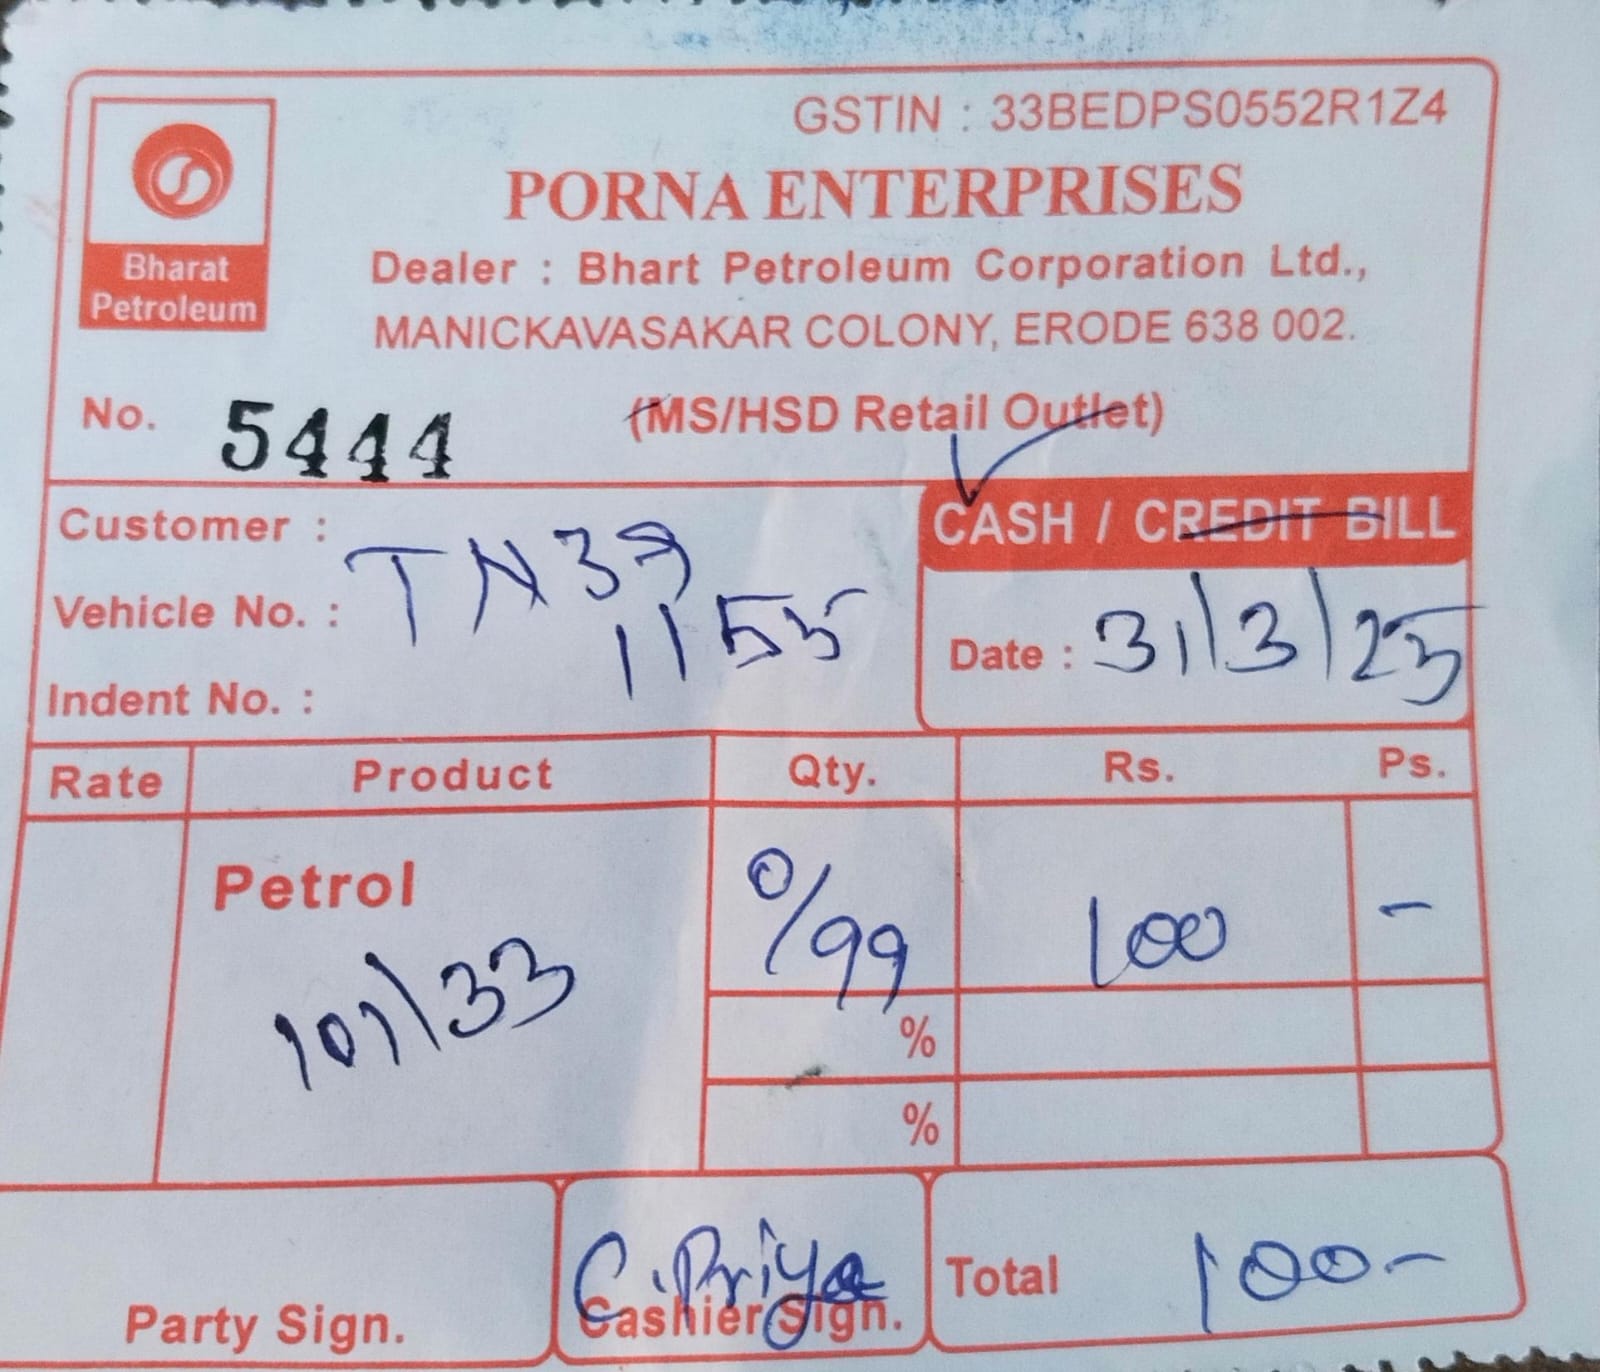 GSTIN : 33BEDPS0552R1Z4
Bharat
Petroleum
PORNA ENTERPRISES
Dealer : Bhart Petroleum Corporation Ltd.,
MANICKAVASAKAR COLONY, ERODE 638 002.
No. 5444 (MS/HSD Retail Outlet)
CASH / CREDIT BILL
Customer :
Vehicle No. : TN39
1155
Indent No. :
Date : 31/3/25
Rate Product Qty. Rs. Ps.
Petrol 0/99 100 -
101/33
%
%
Party Sign.
C.Priya
Cashier Sign.
Total 100-